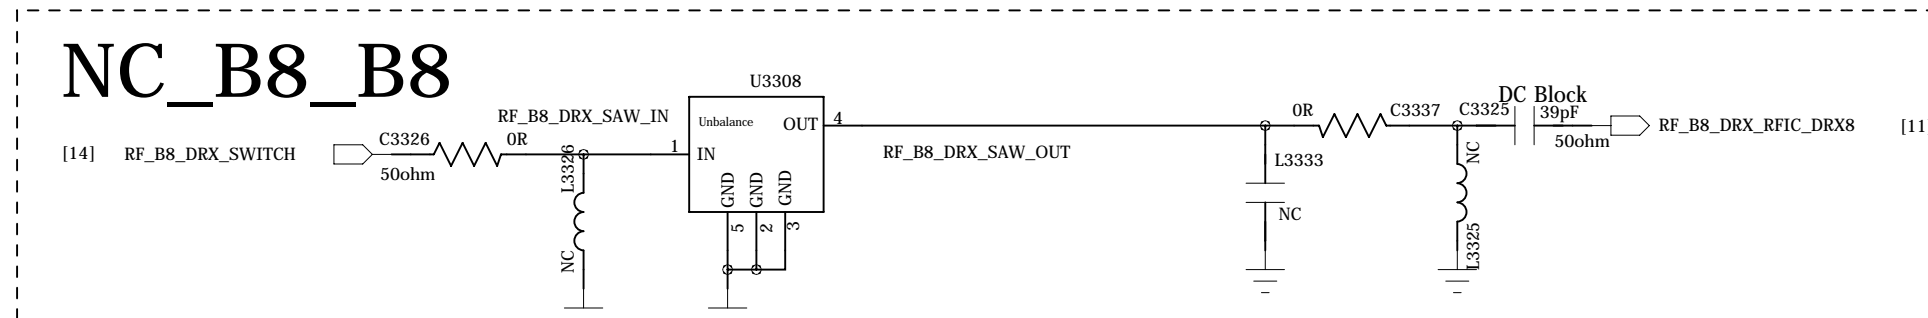 NC_B8_B8
U3308
DC Block
RF_B8_DRX_SAW_IN
Unbalance
OUT
4
0R
C3337
C3325
39pF
RF_B8_DRX_RFIC_DRX8
[11
[14]
RF_B8_DRX_SWITCH
C3326
0R
50ohm
L3326
NC
1
IN
GND
GND
GND
5
2
3
RF_B8_DRX_SAW_OUT
L3333
NC
NC
L3325
50ohm